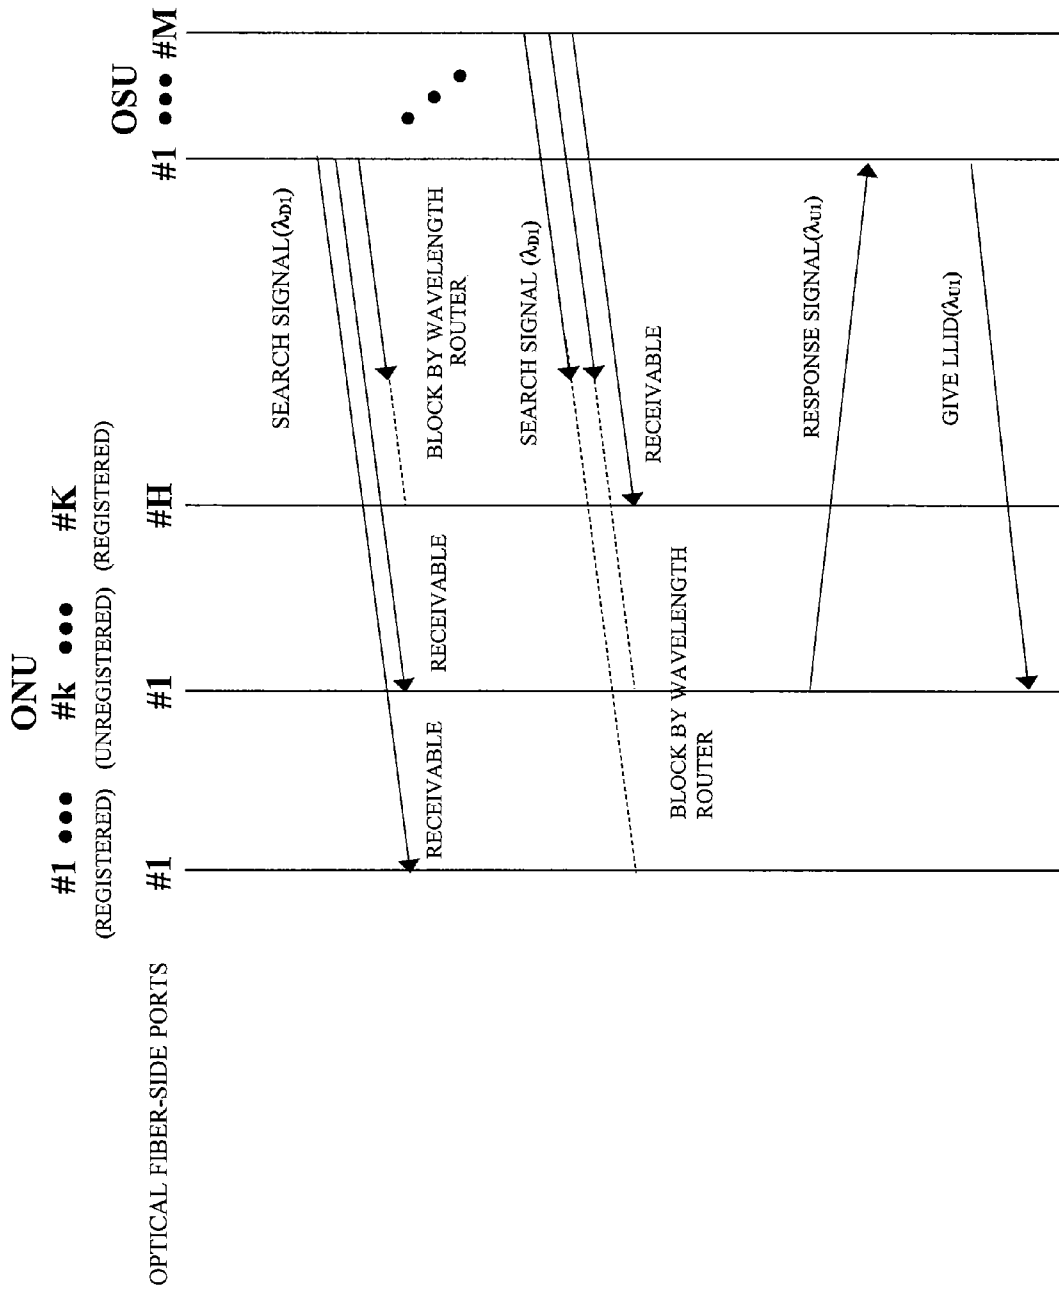 ONU
OSU
#1 ••• #k ••• #K
(REGISTERED) (UNREGISTERED) (REGISTERED)
OPTICAL FIBER-SIDE PORTS
#1 #1 #H #1 ••• #M
SEARCH SIGNAL(λD1)
RECEIVABLE
RECEIVABLE
BLOCK BY WAVELENGTH
ROUTER
SEARCH SIGNAL (λD1)
RECEIVABLE
BLOCK BY WAVELENGTH
ROUTER
RESPONSE SIGNAL(λU1)
GIVE LLID(λU1)